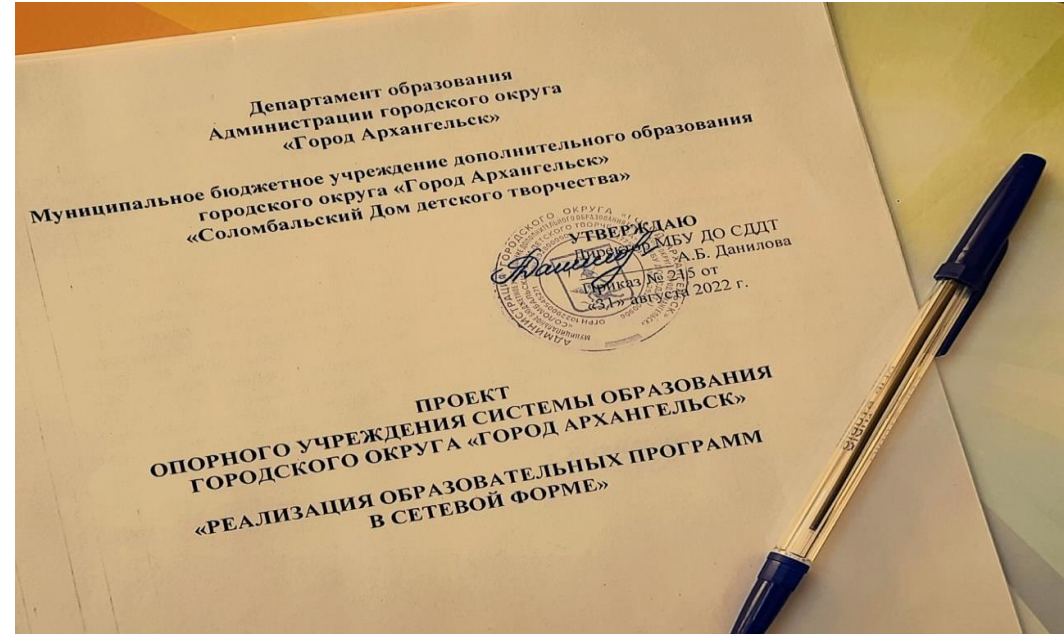 Департамент образования
Администрации городского округа
«Город Архангельск»
Муниципальное бюджетное учреждение дополнительного образования
городского округа «Город Архангельск»
«Соломбальский Дом детского творчества»
УТВЕРЖДАЮ
Директор МБУ ДО СДДТ
А.Б. Данилова
Приказ № 215 от
«31» августа 2022 г.
ПРОЕКТ
ОПОРНОГО УЧРЕЖДЕНИЯ СИСТЕМЫ ОБРАЗОВАНИЯ
ГОРОДСКОГО ОКРУГА «ГОРОД АРХАНГЕЛЬСК»
«РЕАЛИЗАЦИЯ ОБРАЗОВАТЕЛЬНЫХ ПРОГРАММ
В СЕТЕВОЙ ФОРМЕ»